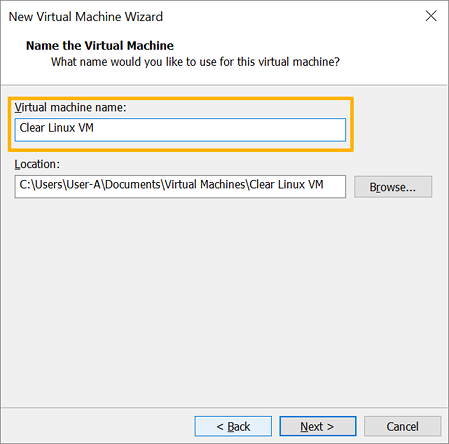 New Virtual Machine Wizard
Name the Virtual Machine
What name would you like to use for this virtual machine?
Virtual machine name:
Clear Linux VM
Location:
C:\Users\User-A\Documents\Virtual Machines\Clear Linux VM
Browse...
< Back
Next >
Cancel